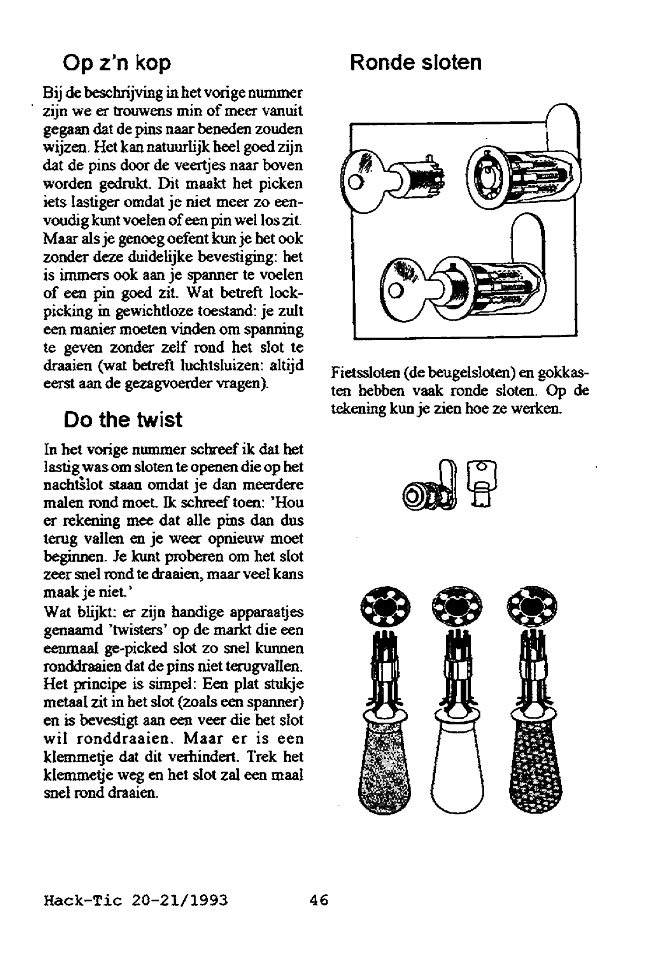 Op z'n kop
Bij de beschrijving in het vorige nummer
zijn we er trouwens min of meer vanuit
gegaan dat de pins naar beneden zouden
wijzen. Het kan natuurlijk heel goed zijn
dat de pins door de veertjes naar boven
worden gedrukt. Dit maakt het picken
iets lastiger omdat je niet meer zo een-
voudig kunt voelen of een pin wel los zit.
Maar als je genoeg oefent kun je het ook
zonder deze duidelijke bevestiging: het
is immers ook aan je spanner te voelen
of een pin goed zit. Wat betreft lock-
picking in gewichtloze toestand: je zult
een manier moeten vinden om spanning
te geven zonder zelf rond het slot te
draaien (wat betreft luchtsluizen: altijd
eerst aan de gezagvoerder vragen).
Do the twist
In het vorige nummer schreef ik dat het
lastig was om sloten te openen die op het
nachtslot staan omdat je dan meerdere
malen rond moet. Ik schreef toen: 'Hou
er rekening mee dat alle pins dan dus
terug vallen en je weer opnieuw moet
beginnen. Je kunt proberen om het slot
zeer snel rond te draaien, maar veel kans
maak je niet.'
Wat blijkt: er zijn handige apparaatjes
genaamd 'twisters' op de markt die een
eenmaal ge-picked slot zo snel kunnen
ronddraaien dat de pins niet terugvallen.
Het principe is simpel: Een plat stukje
metaal zit in het slot (zoals een spanner)
en is bevestigt aan een veer die het slot
wil ronddraaien. Maar er is een
klemmetje dat dit verhindert. Trek het
klemmetje weg en het slot zal een maal
snel rond draaien.
Ronde sloten
Fietssloten (de beugelsloten) en gokkas-
ten hebben vaak ronde sloten. Op de
tekening kun je zien hoe ze werken.
Hack-Tic 20-21/1993 46